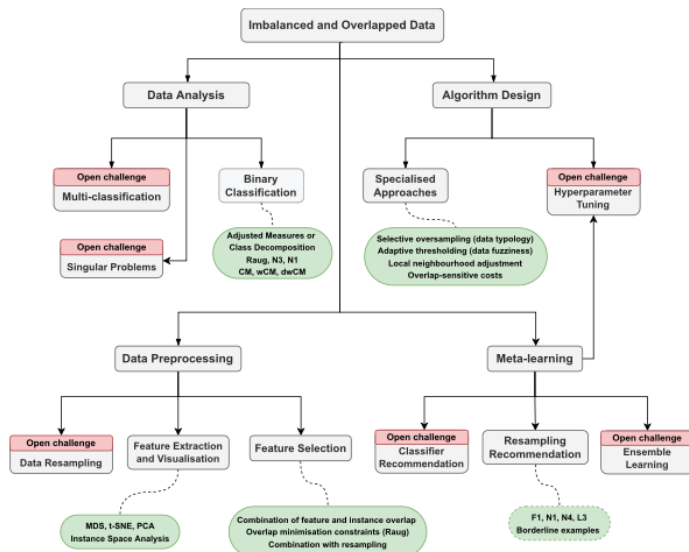 Imbalanced and Overlapped Data
Data Analysis
Algorithm Design
Open challenge
Multi-classification
Binary
Classification
Specialised
Approaches
Open challenge
Hyperparameter
Tuning
Open challenge
Singular Problems
Adjusted Measures or
Class Decomposition
Raug, N3, N1
CM, wCM, dwCM
Selective oversampling (data typology)
Adaptive thresholding (data fuzziness)
Local neighbourhood adjustment
Overlap-sensitive costs
Data Preprocessing
Meta-learning
Open challenge
Data Resampling
Feature Extraction
and Visualisation
Feature Selection
Open challenge
Classifier
Recommendation
Resampling
Recommendation
Open challenge
Ensemble
Learning
MDS, t-SNE, PCA
Instance Space Analysis
Combination of feature and instance overlap
Overlap minimisation constraints (Raug)
Combination with resampling
F1, N1, N4, L3
Borderline examples